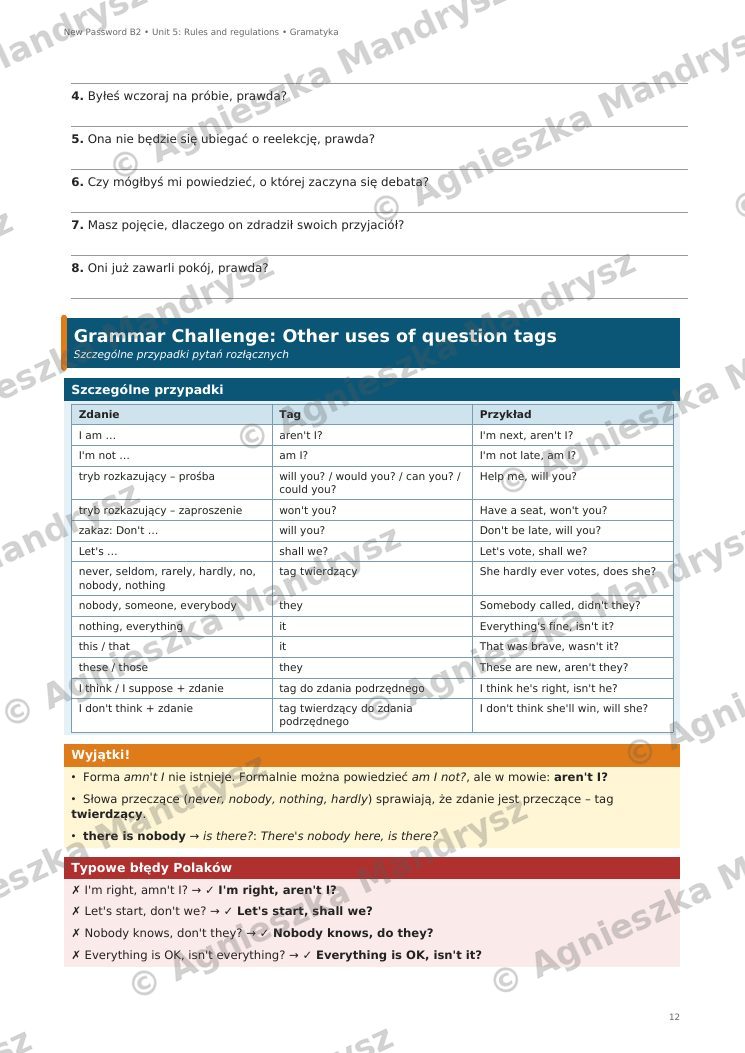 New Password B2 • Unit 5: Rules and regulations • Gramatyka
4. Byłeś wczoraj na próbie, prawda?
5. Ona nie będzie się ubiegać o reelekcję, prawda?
6. Czy mógłbyś mi powiedzieć, o której zaczyna się debata?
7. Masz pojęcie, dlaczego on zdradził swoich przyjaciół?
8. Oni już zawarli pokój, prawda?
Grammar Challenge: Other uses of question tags
Szczególne przypadki pytań rozłącznych
Szczególne przypadki
Zdanie Tag Przykład
I am … aren't I? I'm next, aren't I?
I'm not … am I? I'm not late, am I?
tryb rozkazujący – prośba will you? / would you? / can you? / Help me, will you?
could you?
tryb rozkazujący – zaproszenie won't you? Have a seat, won't you?
zakaz: Don't … will you? Don't be late, will you?
Let's … shall we? Let's vote, shall we?
never, seldom, rarely, hardly, no, tag twierdzący She hardly ever votes, does she?
nobody, nothing
nobody, someone, everybody they Somebody called, didn't they?
nothing, everything it Everything's fine, isn't it?
this / that it That was brave, wasn't it?
these / those they These are new, aren't they?
I think / I suppose + zdanie tag do zdania podrzędnego I think he's right, isn't he?
I don't think + zdanie tag twierdzący do zdania I don't think she'll win, will she?
podrzędnego
Wyjątki!
• Forma amn't I nie istnieje. Formalnie można powiedzieć am I not?, ale w mowie: aren't I?
• Słowa przeczące (never, nobody, nothing, hardly) sprawiają, że zdanie jest przeczące – tag
twierdzący.
• there is nobody → is there?: There's nobody here, is there?
Typowe błędy Polaków
✗ I'm right, amn't I? → ✓ I'm right, aren't I?
✗ Let's start, don't we? → ✓ Let's start, shall we?
✗ Nobody knows, don't they? → ✓ Nobody knows, do they?
✗ Everything is OK, isn't everything? → ✓ Everything is OK, isn't it?
12
© Agnieszka Mandrysz